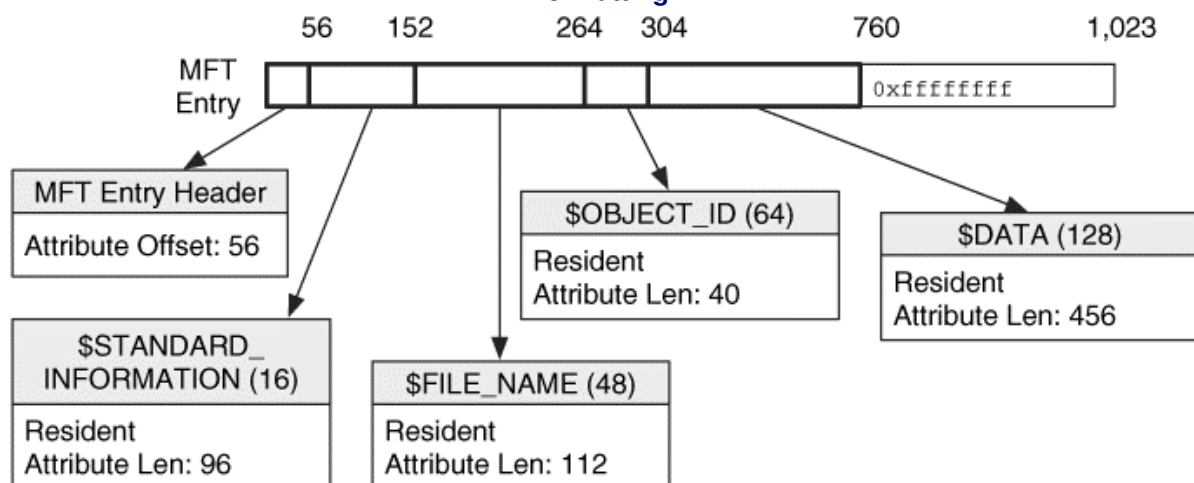 56 152 264 304 760 1,023
MFT
Entry
0xffffffff
MFT Entry Header
Attribute Offset: 56
$STANDARD_
INFORMATION (16)
Resident
Attribute Len: 96
$FILE_NAME (48)
Resident
Attribute Len: 112
$OBJECT_ID (64)
Resident
Attribute Len: 40
$DATA (128)
Resident
Attribute Len: 456